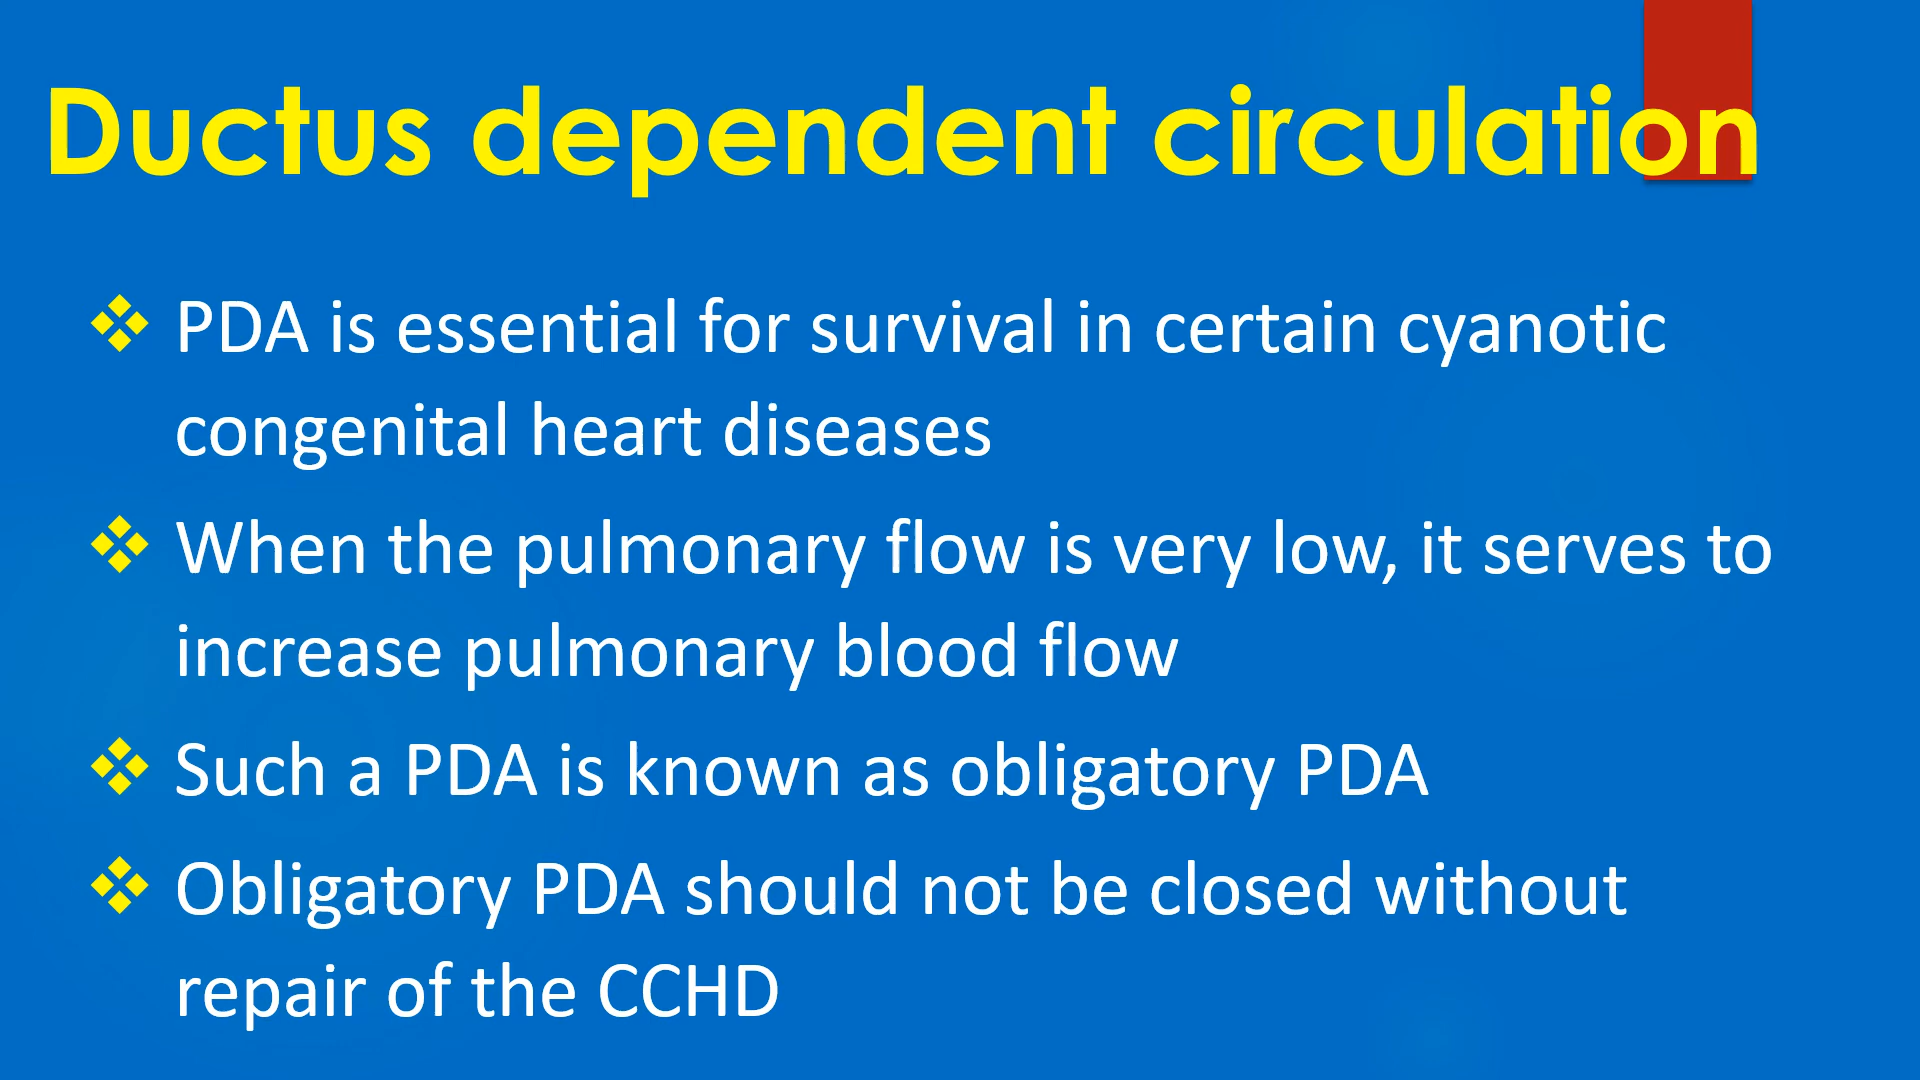 Ductus dependent circulation
❖ PDA is essential for survival in certain cyanotic
congenital heart diseases
❖ When the pulmonary flow is very low, it serves to
increase pulmonary blood flow
❖ Such a PDA is known as obligatory PDA
❖ Obligatory PDA should not be closed without
repair of the CCHD